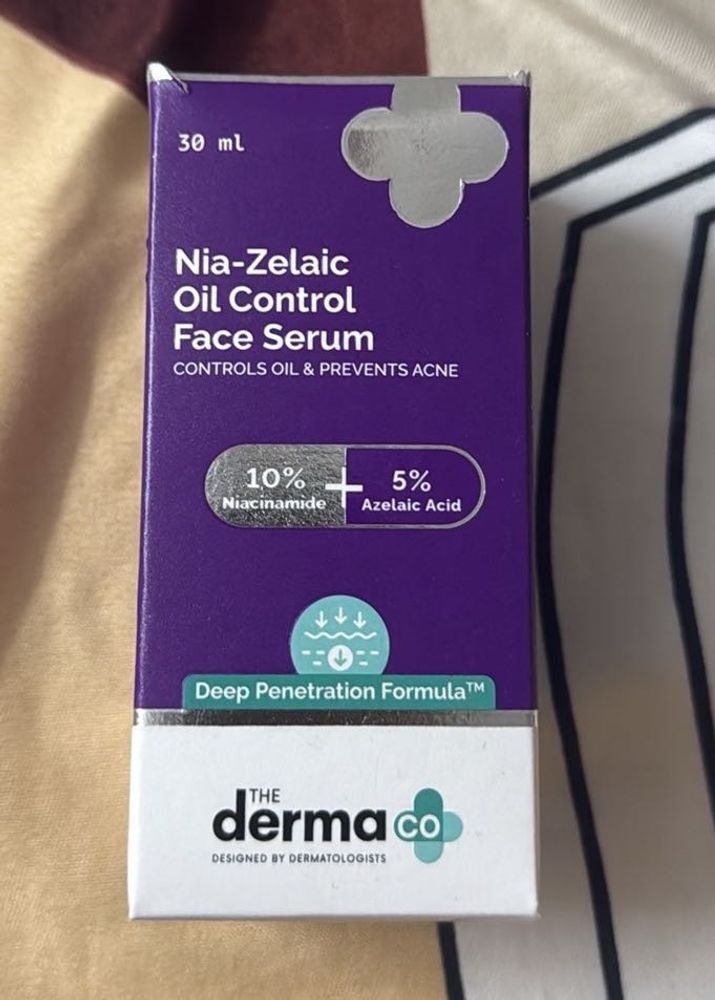 30 ml
Nia-Zelaic
Oil Control
Face Serum
CONTROLS OIL & PREVENTS ACNE
10% + 5%
Niacinamide Azelaic Acid
Deep Penetration Formula™
THE
derma co
DESIGNED BY DERMATOLOGISTS